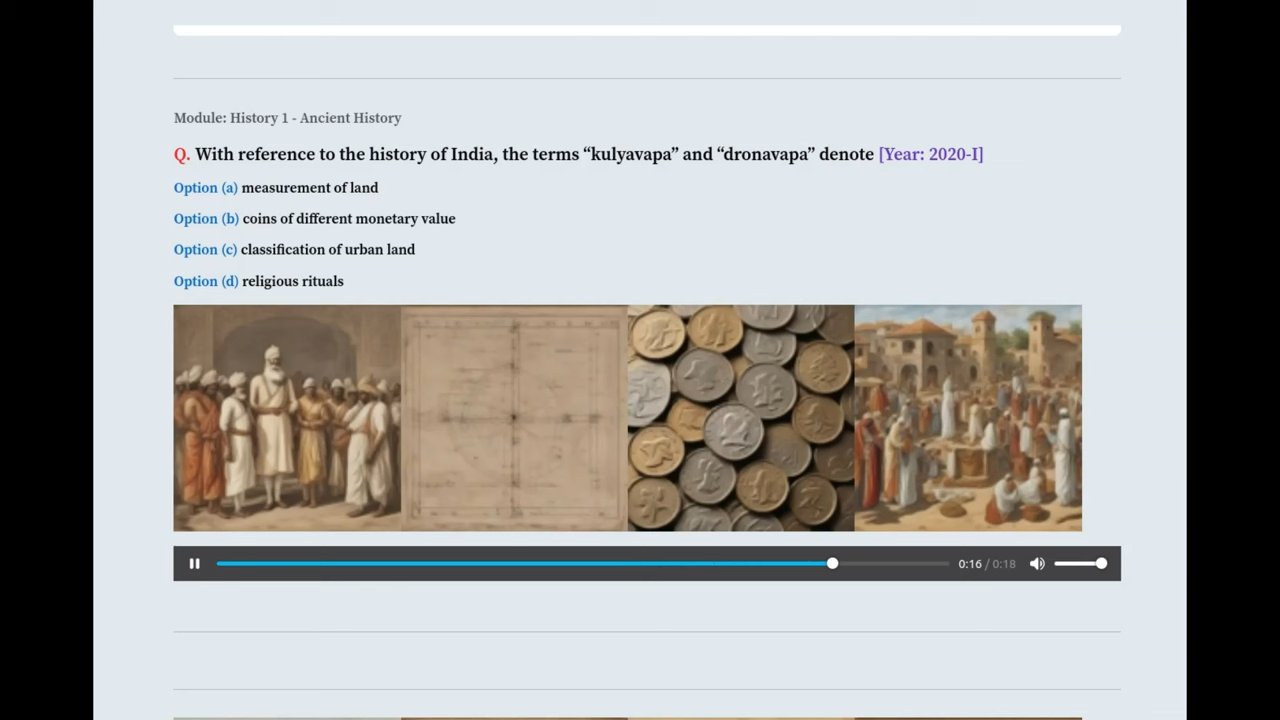 Module: History 1 - Ancient History
Q. With reference to the history of India, the terms “kulyavapa” and “dronavapa” denote [Year: 2020-I]
Option (a) measurement of land
Option (b) coins of different monetary value
Option (c) classification of urban land
Option (d) religious rituals
0:16 / 0:18